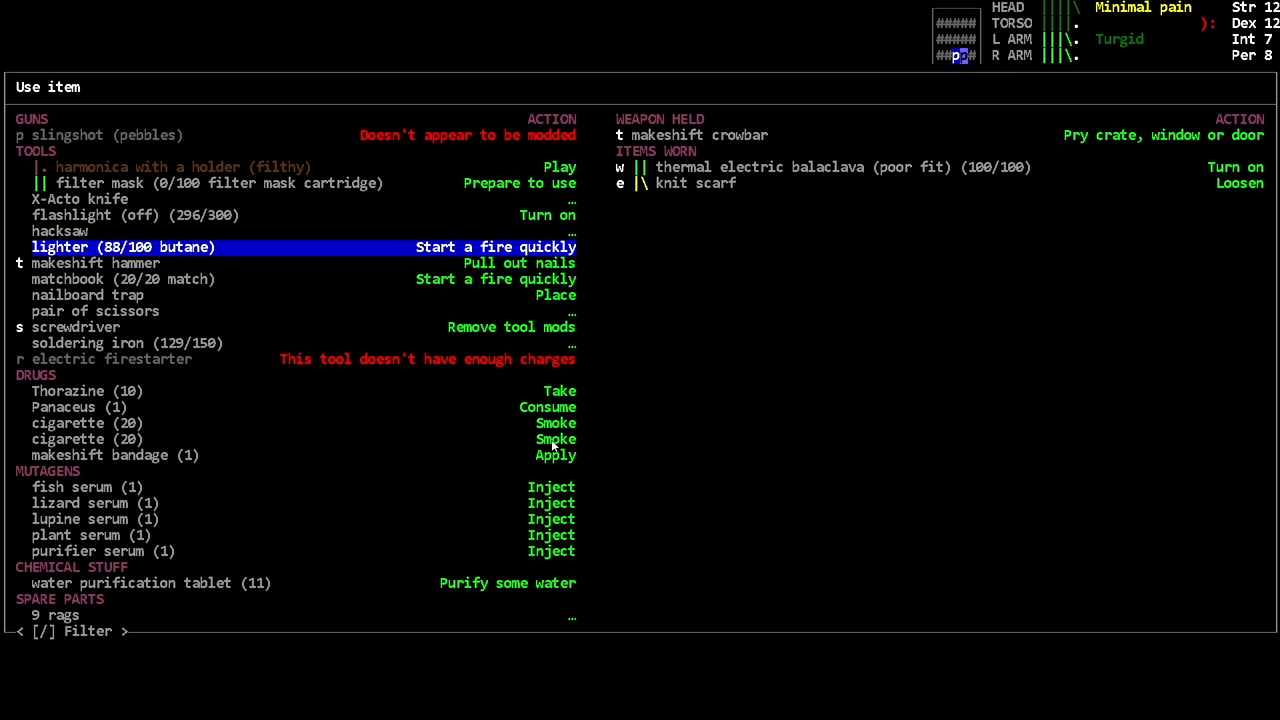 HEAD ||||\ Minimal pain Str 12
##### TORSO ||||. ): Dex 12
##### L ARM |||\. Turgid Int 7
##pp# R ARM |||\. Per 8
Use item
GUNS ACTION
p slingshot (pebbles) Doesn't appear to be modded
TOOLS
|. harmonica with a holder (filthy) Play
|| filter mask (0/100 filter mask cartridge) Prepare to use
X-Acto knife …
flashlight (off) (296/300) Turn on
hacksaw …
lighter (88/100 butane) Start a fire quickly
t makeshift hammer Pull out nails
matchbook (20/20 match) Start a fire quickly
nailboard trap Place
pair of scissors …
s screwdriver Remove tool mods
soldering iron (129/150) …
r electric firestarter This tool doesn't have enough charges
DRUGS
Thorazine (10) Take
Panaceus (1) Consume
cigarette (20) Smoke
cigarette (20) Smoke
makeshift bandage (1) Apply
MUTAGENS
fish serum (1) Inject
lizard serum (1) Inject
lupine serum (1) Inject
plant serum (1) Inject
purifier serum (1) Inject
CHEMICAL STUFF
water purification tablet (11) Purify some water
SPARE PARTS
9 rags …
< [/] Filter >
WEAPON HELD ACTION
t makeshift crowbar Pry crate, window or door
ITEMS WORN
w || thermal electric balaclava (poor fit) (100/100) Turn on
e |\ knit scarf Loosen